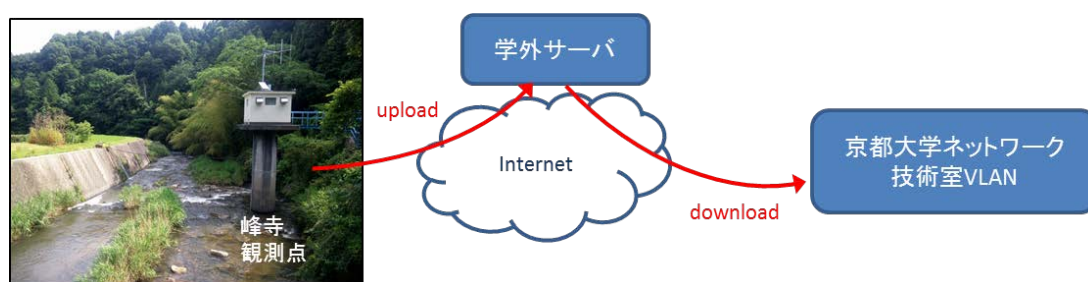 学外サーバ
upload
Internet
京都大学ネットワーク
技術室VLAN
download
峰寺
観測点